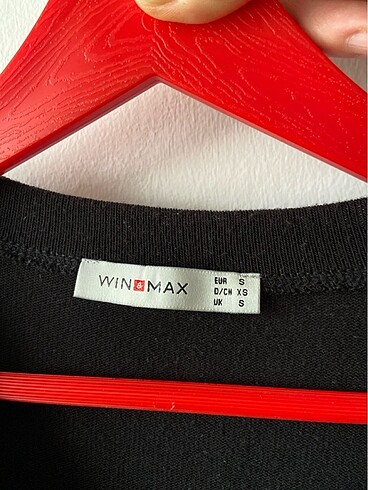 WIN&MAX
EUR S
D/CH XS
UK S